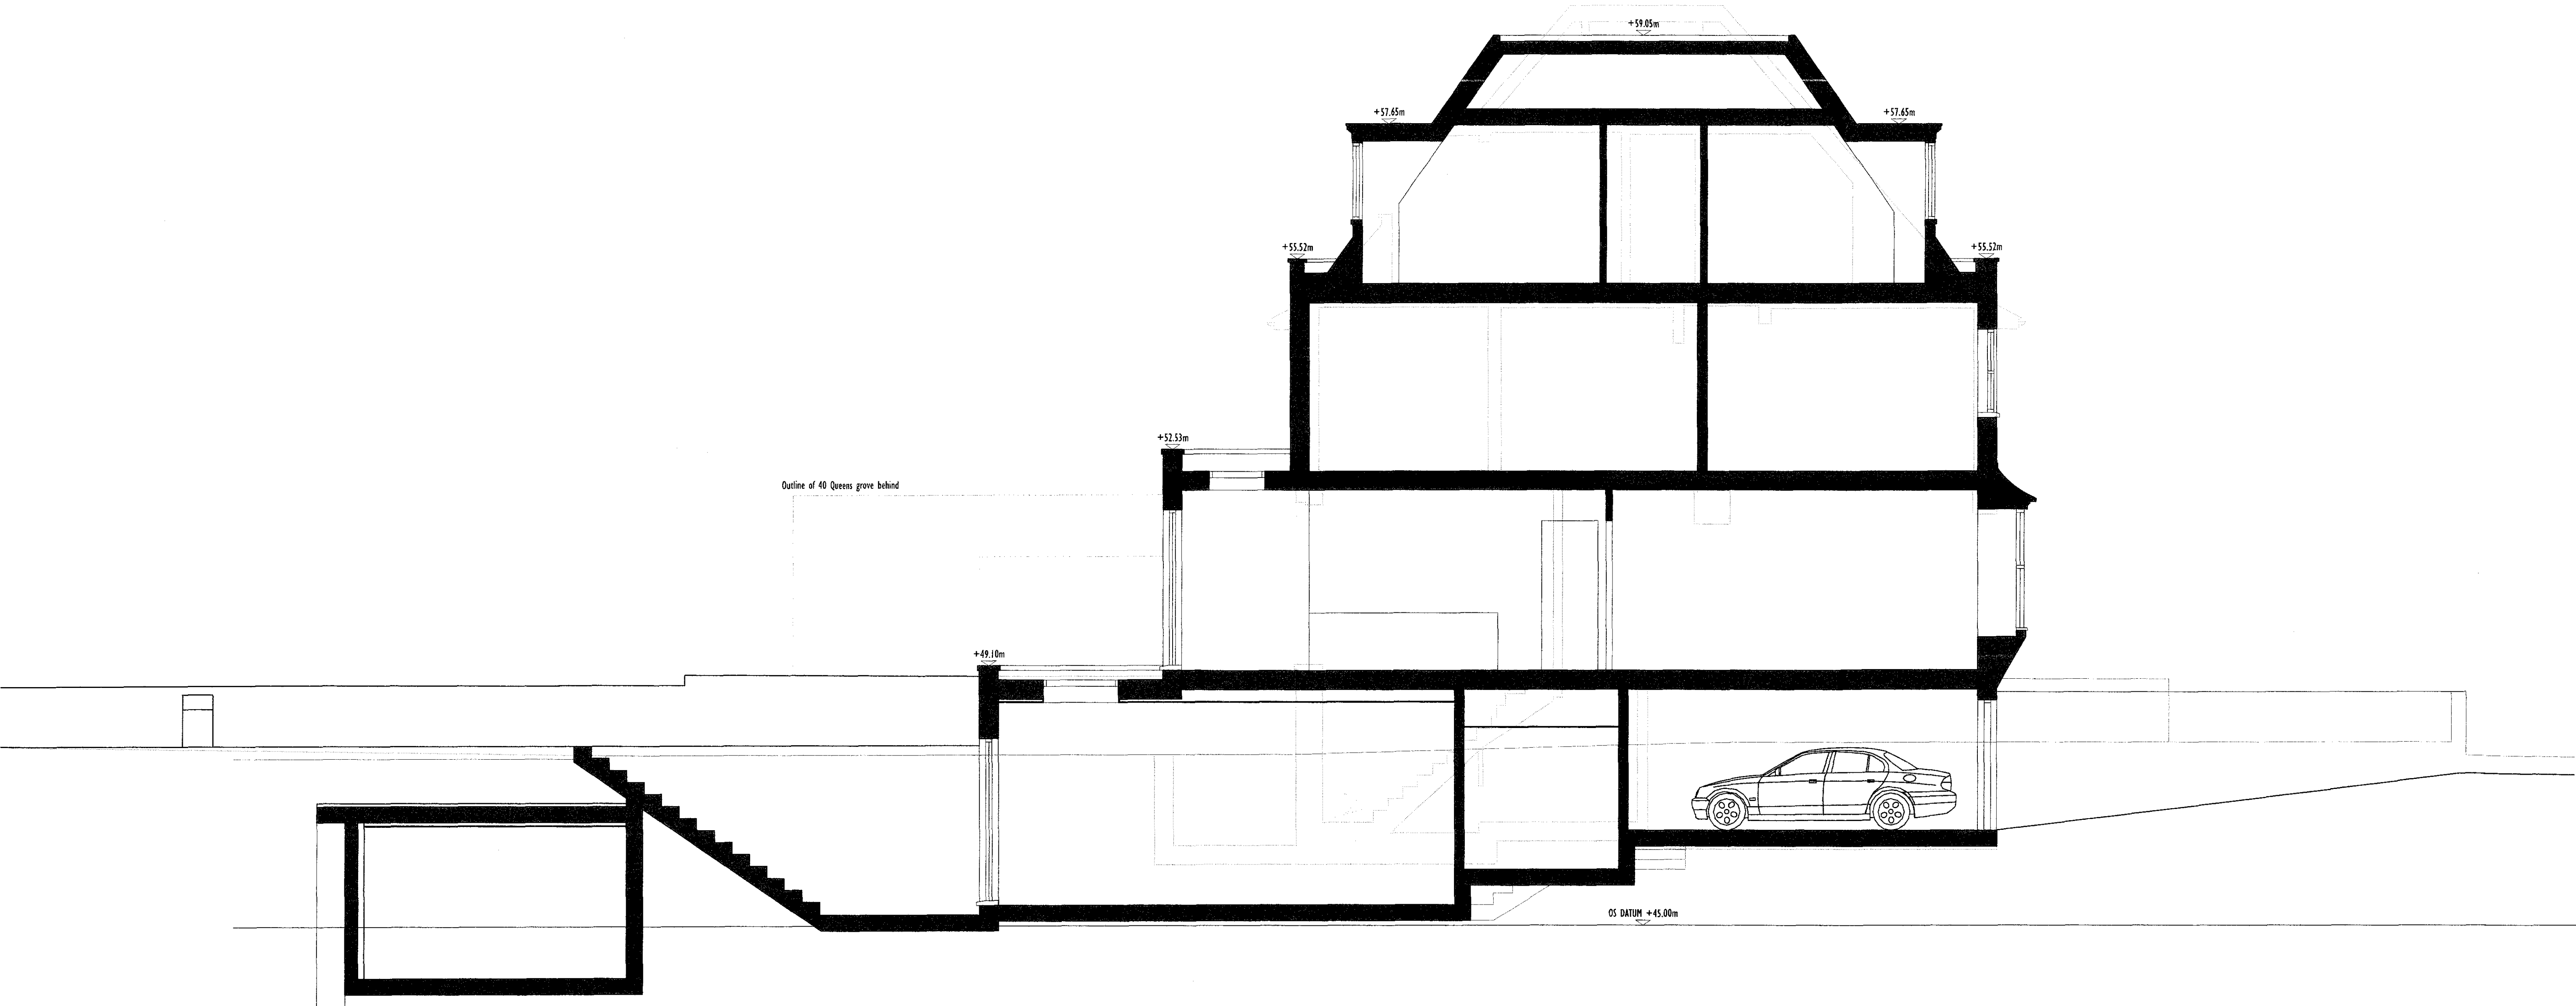 +59.05m
+57.65m
+57.65m
+55.52m
+55.52m
+52.53m
Outline of 40 Queens grove behind
+49.10m
OS DATUM +45.00m